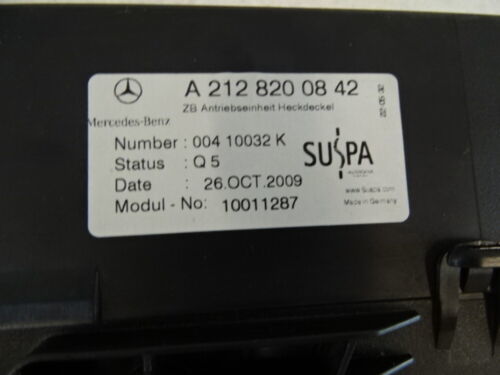 A 212 820 08 42
ZB Antriebseinheit Heckdeckel
Mercedes-Benz
Number : 004 10032 K
Status : Q 5
Date : 26.OCT.2009
Modul - No: 10011287
SUSPA
www.Suspa.com
Made in Germany